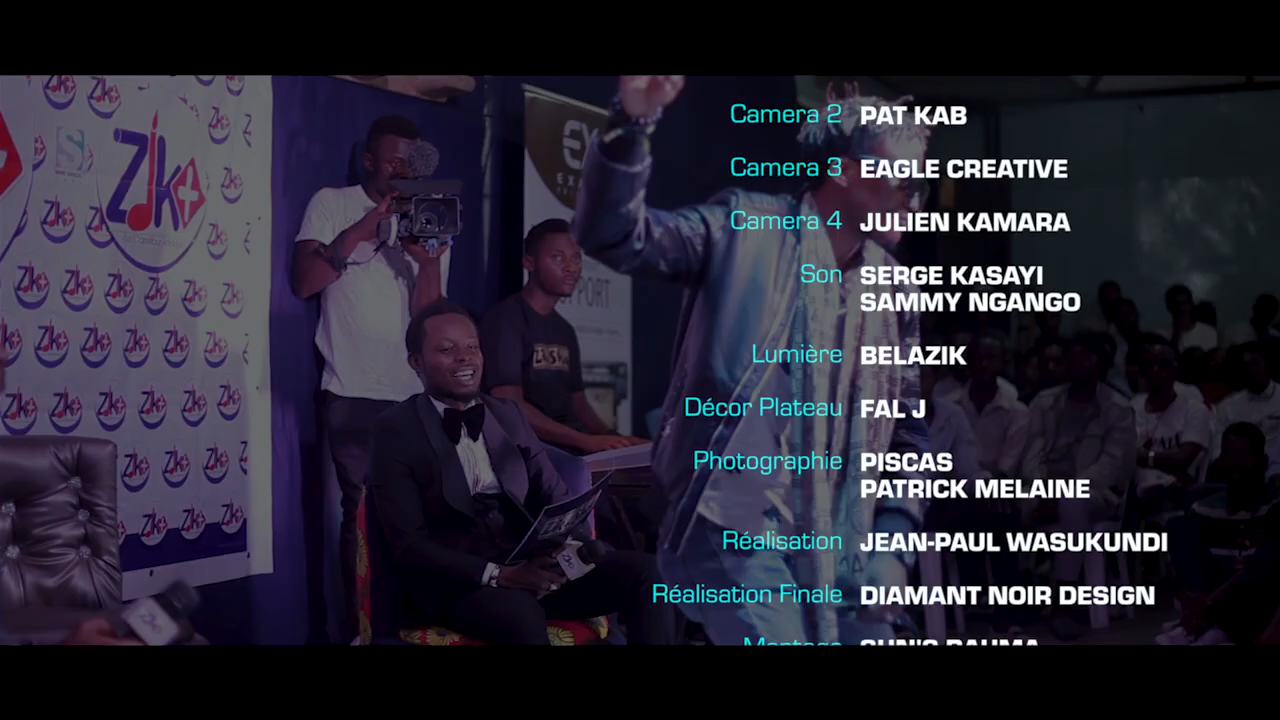 Camera 2 PAT KAB
Camera 3 EAGLE CREATIVE
Camera 4 JULIEN KAMARA
Son SERGE KASAYI
SAMMY NGANGO
Lumière BELAZIK
Décor Plateau FAL J
Photographie PISCAS
PATRICK MELAINE
Réalisation JEAN-PAUL WASUKUNDI
Réalisation Finale DIAMANT NOIR DESIGN
Zik+